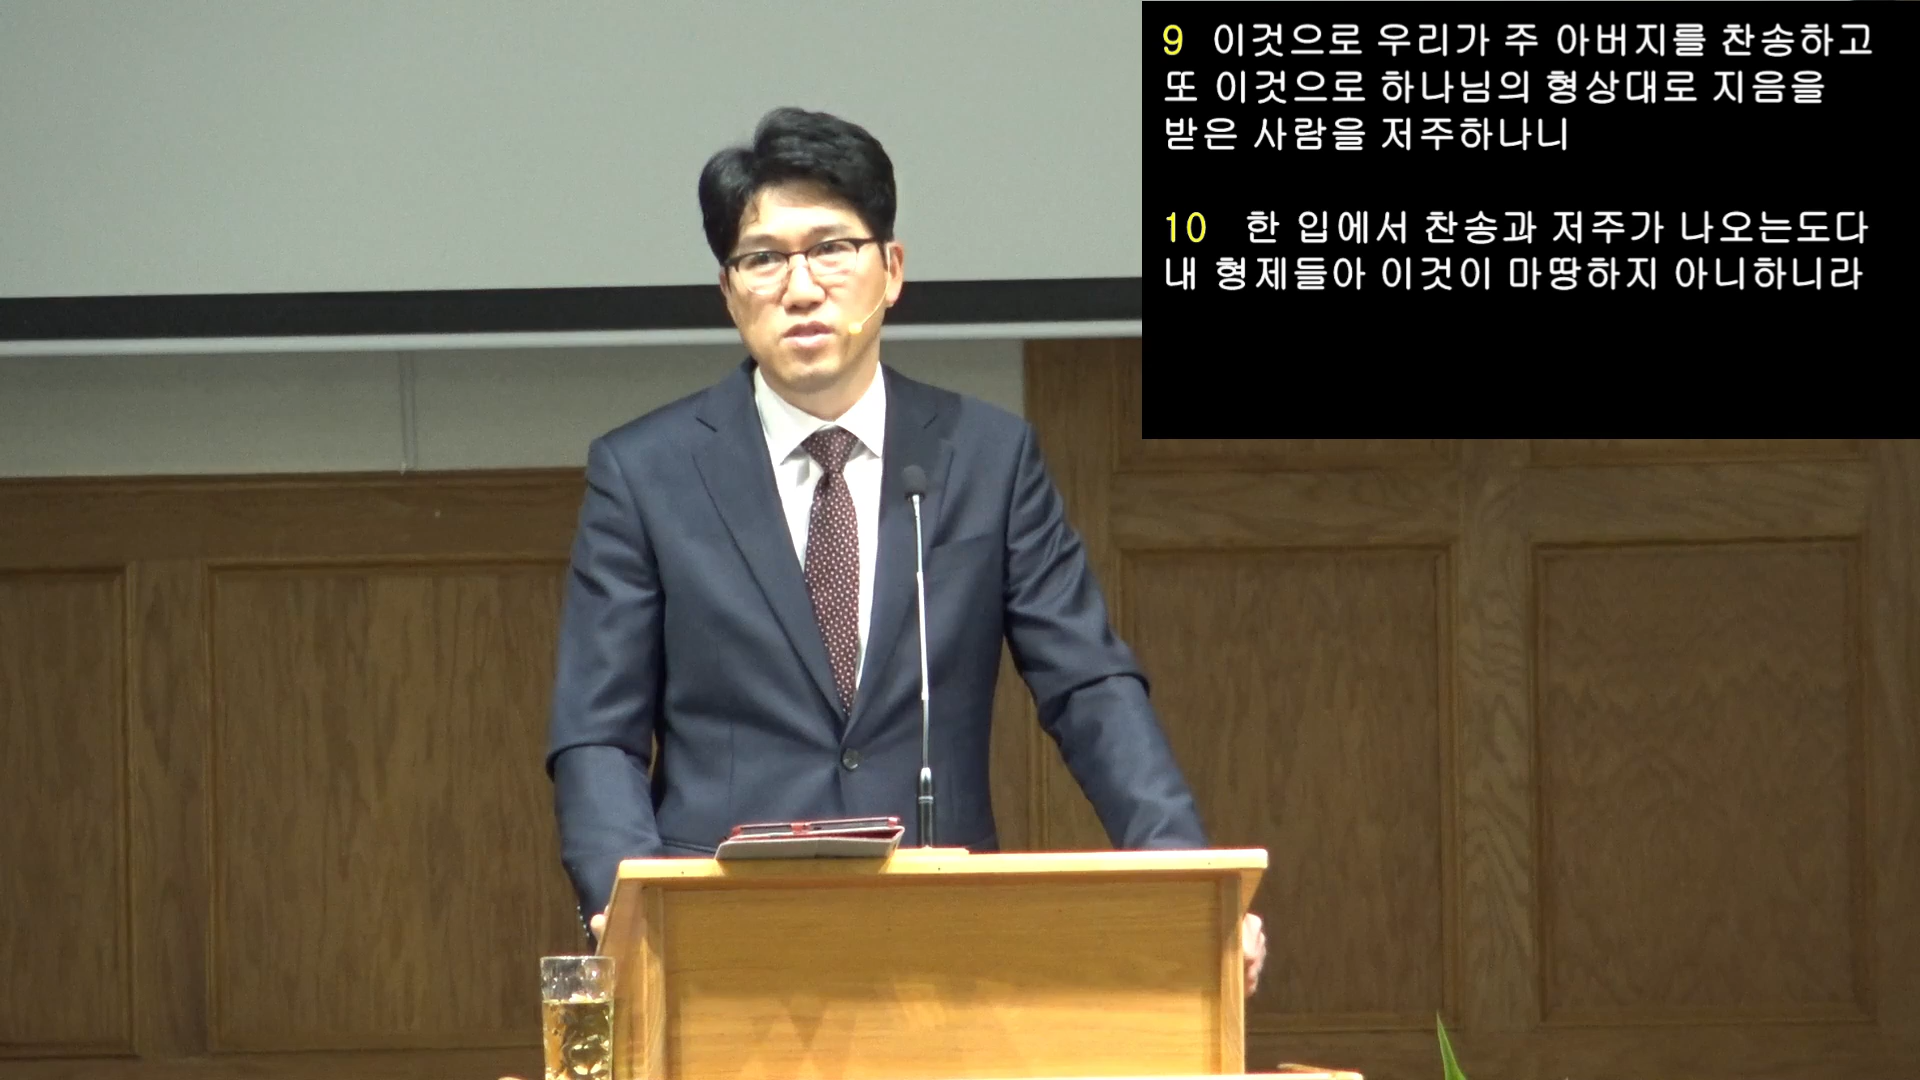 9 이것으로 우리가 주 아버지를 찬송하고
또 이것으로 하나님의 형상대로 지음을
받은 사람을 저주하나니
10 한 입에서 찬송과 저주가 나오는도다
내 형제들아 이것이 마땅하지 아니하니라